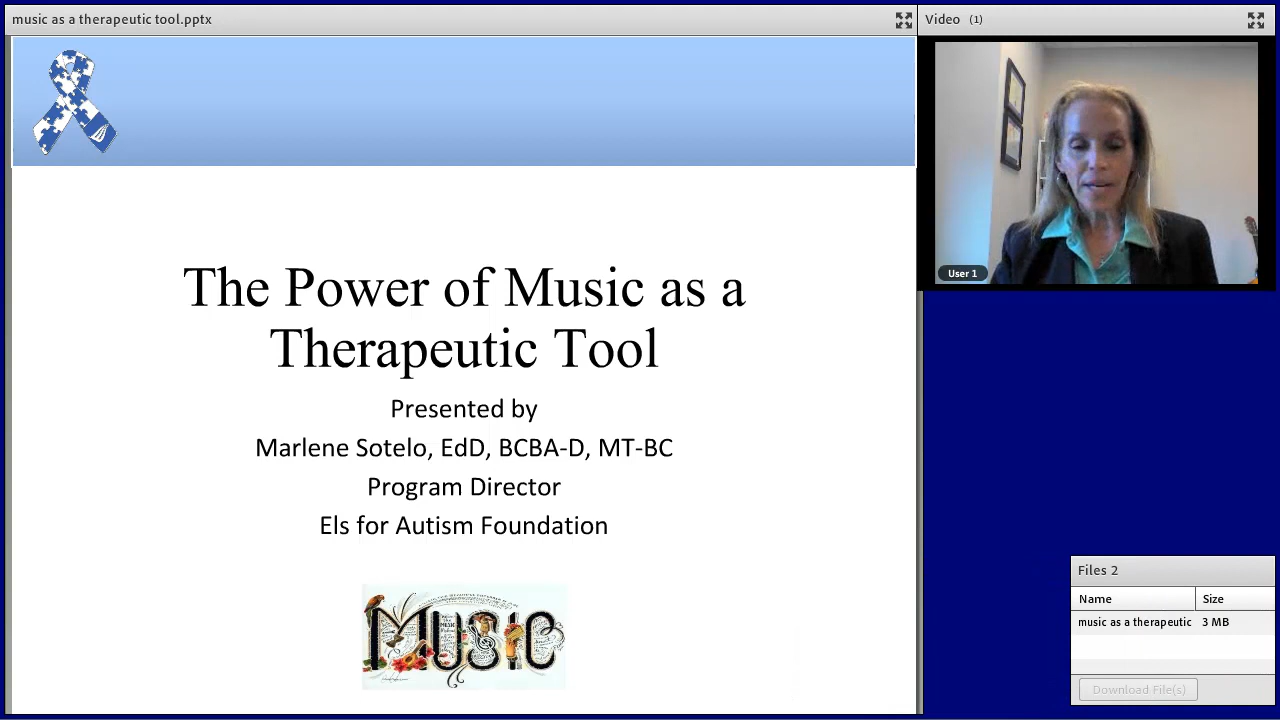 music as a therapeutic tool.pptx
Video (1)
User 1
The Power of Music as a
Therapeutic Tool
Presented by
Marlene Sotelo, EdD, BCBA-D, MT-BC
Program Director
Els for Autism Foundation
MUSIC
Files 2
Name Size
music as a therapeutic 3 MB
Download File(s)